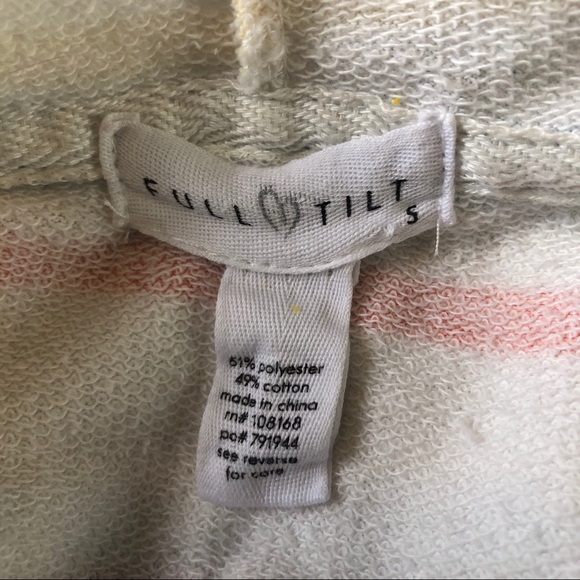 FULL TILT
S
51% polyester
49% cotton
made in china
rn# 108168
po# 791944
see reverse
for care